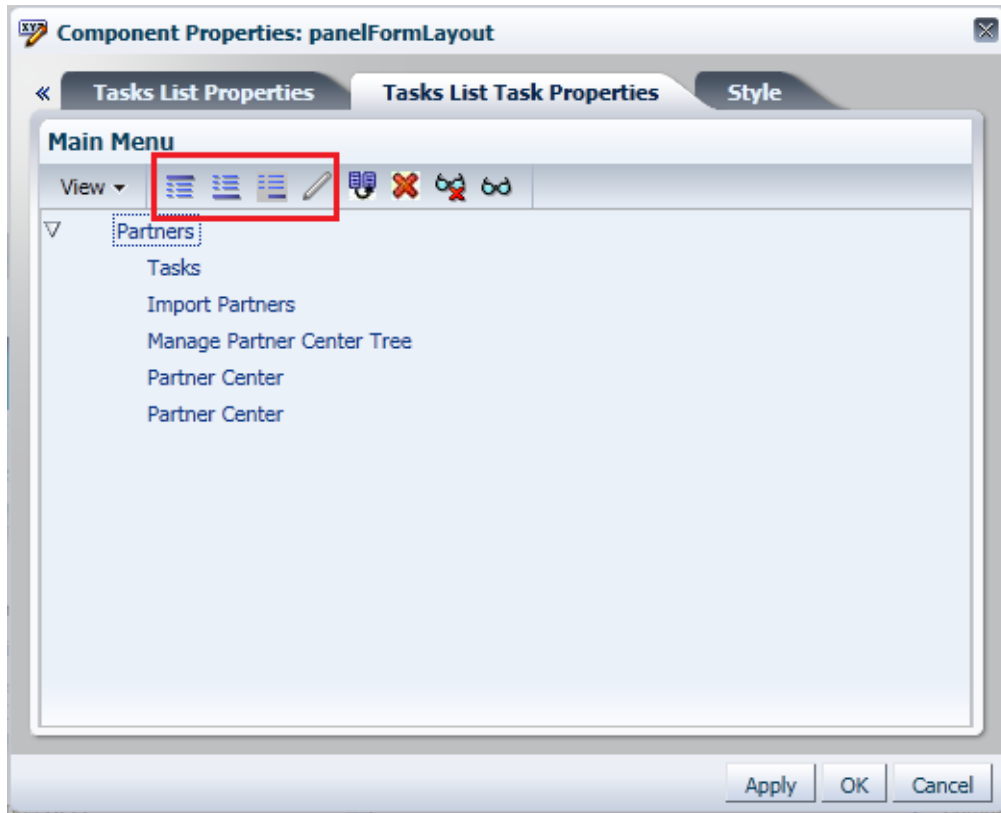 Component Properties: panelFormLayout
« Tasks List Properties Tasks List Task Properties Style
Main Menu
View
Partners
Tasks
Import Partners
Manage Partner Center Tree
Partner Center
Partner Center
Apply OK Cancel